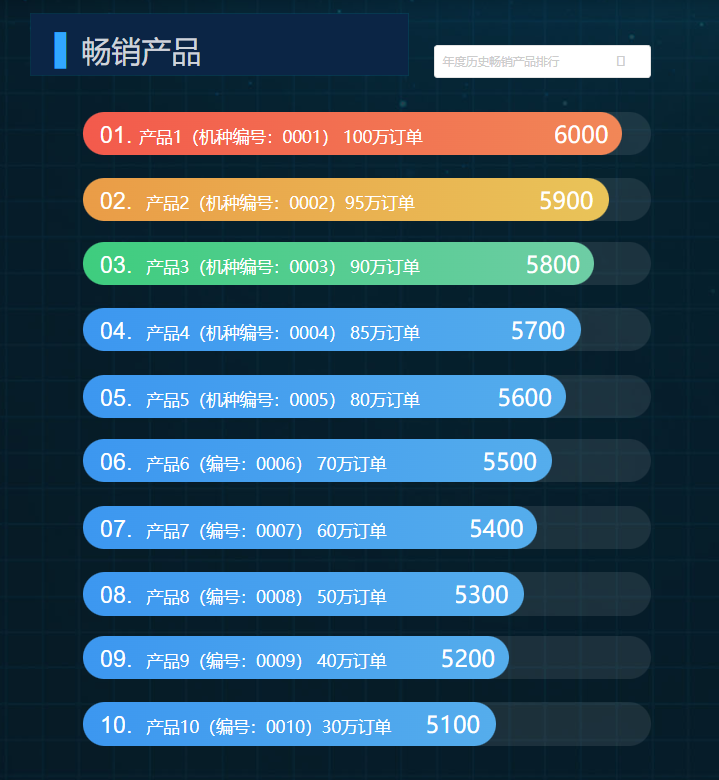 畅销产品
年度历史畅销产品排行
01. 产品1（机种编号：0001） 100万订单 6000
02. 产品2（机种编号：0002）95万订单 5900
03. 产品3（机种编号：0003） 90万订单 5800
04. 产品4（机种编号：0004） 85万订单 5700
05. 产品5（机种编号：0005） 80万订单 5600
06. 产品6（编号：0006） 70万订单 5500
07. 产品7（编号：0007） 60万订单 5400
08. 产品8（编号：0008） 50万订单 5300
09. 产品9（编号：0009） 40万订单 5200
10. 产品10（编号：0010）30万订单 5100